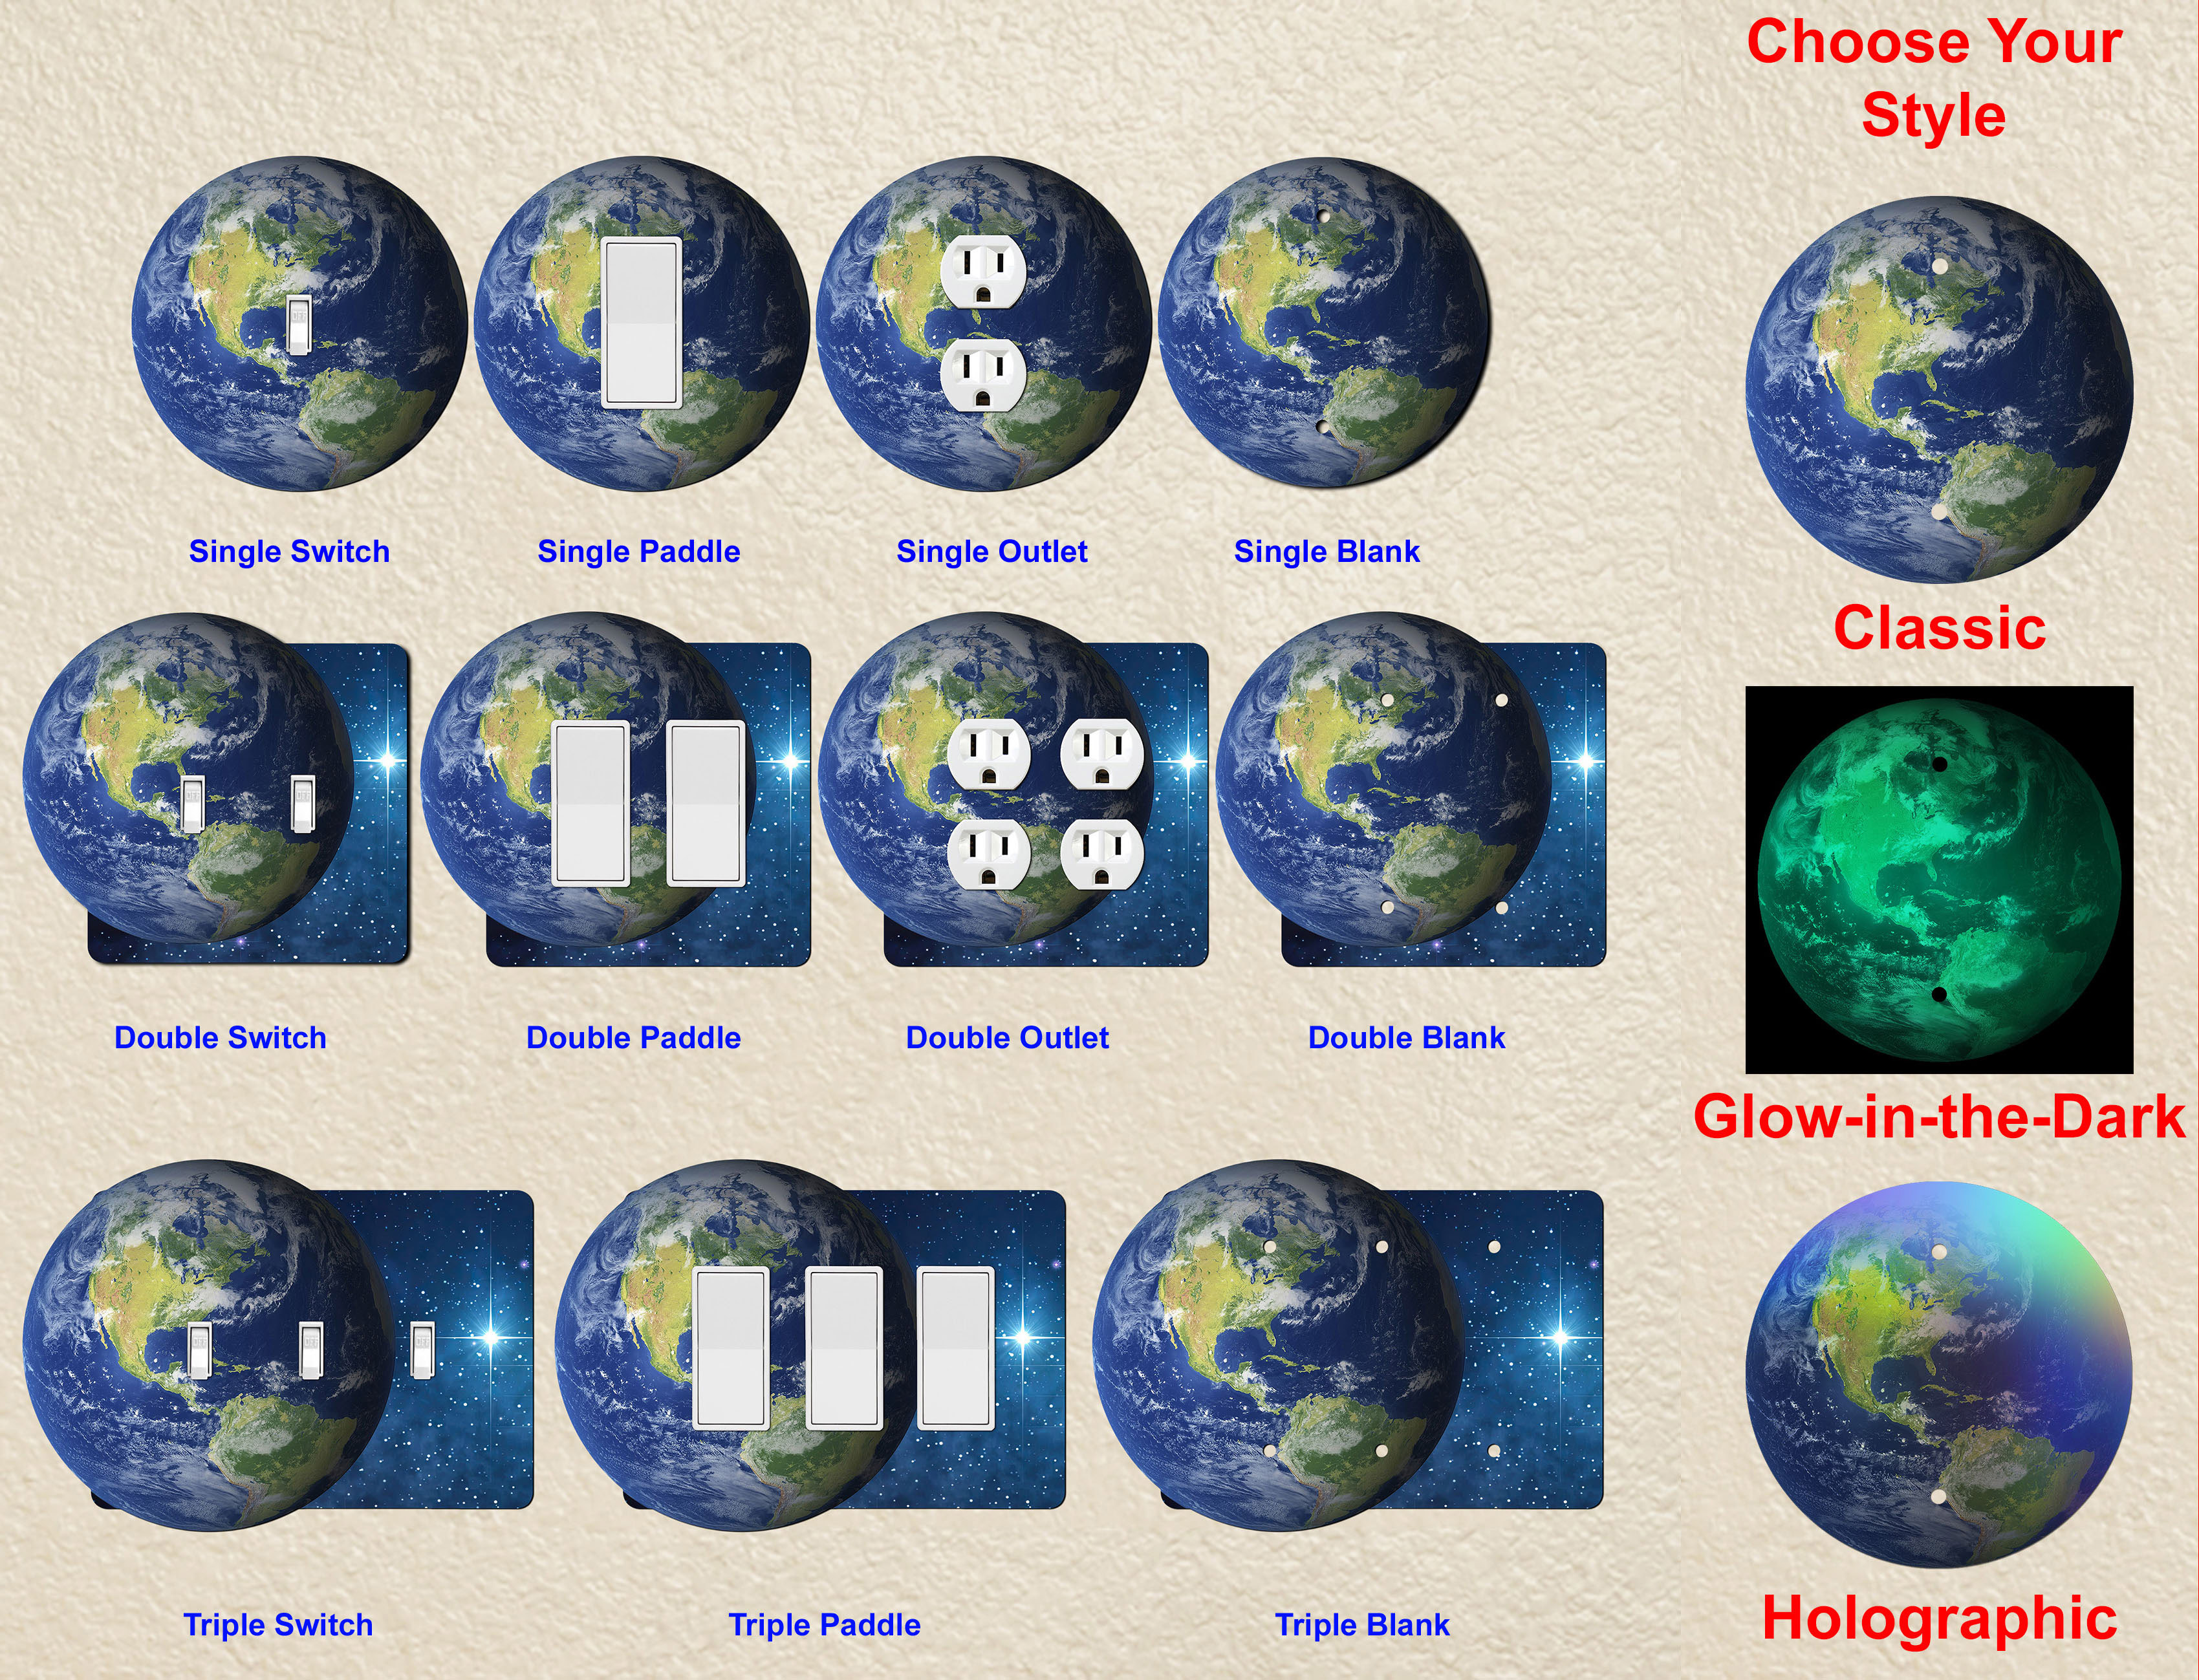 Choose Your
Style
Single Switch
Single Paddle
Single Outlet
Single Blank
Classic
Double Switch
Double Paddle
Double Outlet
Double Blank
Glow-in-the-Dark
Triple Switch
Triple Paddle
Triple Blank
Holographic